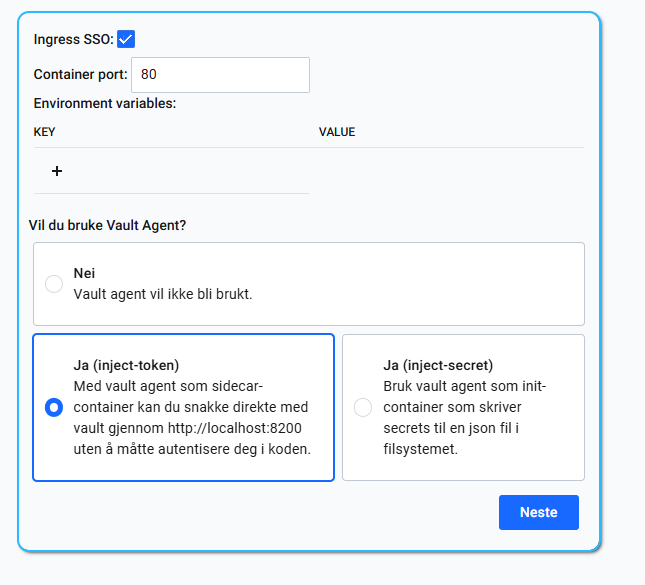 Ingress SSO:
Container port: 80
Environment variables:
KEY VALUE
+
Vil du bruke Vault Agent?
Nei
Vault agent vil ikke bli brukt.
Ja (inject-token)
Med vault agent som sidecar-
container kan du snakke direkte med
vault gjennom http://localhost:8200
uten å måtte autentisere deg i koden.
Ja (inject-secret)
Bruk vault agent som init-
container som skriver
secrets til en json fil i
filsystemet.
Neste